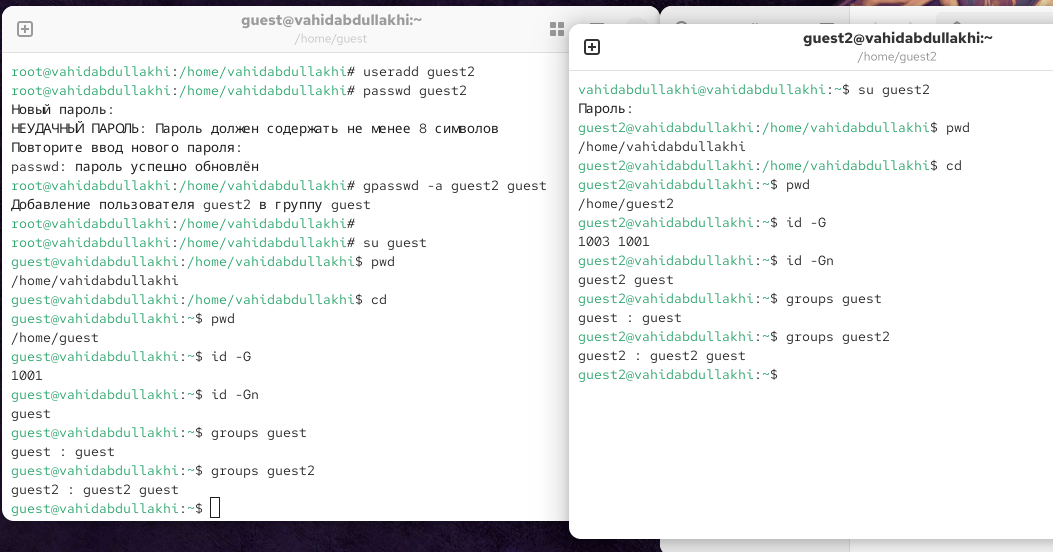 guest@vahidabdullakhi:~
/home/guest
root@vahidabdullakhi:/home/vahidabdullakhi# useradd guest2
root@vahidabdullakhi:/home/vahidabdullakhi# passwd guest2
Новый пароль:
НЕУДАЧНЫЙ ПАРОЛЬ: Пароль должен содержать не менее 8 символов
Повторите ввод нового пароля:
passwd: пароль успешно обновлён
root@vahidabdullakhi:/home/vahidabdullakhi# gpasswd -a guest2 guest
Добавление пользователя guest2 в группу guest
root@vahidabdullakhi:/home/vahidabdullakhi#
root@vahidabdullakhi:/home/vahidabdullakhi# su guest
guest@vahidabdullakhi:/home/vahidabdullakhi$ pwd
/home/vahidabdullakhi
guest@vahidabdullakhi:/home/vahidabdullakhi$ cd
guest@vahidabdullakhi:~$ pwd
/home/guest
guest@vahidabdullakhi:~$ id -G
1001
guest@vahidabdullakhi:~$ id -Gn
guest
guest@vahidabdullakhi:~$ groups guest
guest : guest
guest@vahidabdullakhi:~$ groups guest2
guest2 : guest2 guest
guest@vahidabdullakhi:~$
guest2@vahidabdullakhi:~
/home/guest2
vahidabdullakhi@vahidabdullakhi:~$ su guest2
Пароль:
guest2@vahidabdullakhi:/home/vahidabdullakhi$ pwd
/home/vahidabdullakhi
guest2@vahidabdullakhi:/home/vahidabdullakhi$ cd
guest2@vahidabdullakhi:~$ pwd
/home/guest2
guest2@vahidabdullakhi:~$ id -G
1003 1001
guest2@vahidabdullakhi:~$ id -Gn
guest2 guest
guest2@vahidabdullakhi:~$ groups guest
guest : guest
guest2@vahidabdullakhi:~$ groups guest2
guest2 : guest2 guest
guest2@vahidabdullakhi:~$